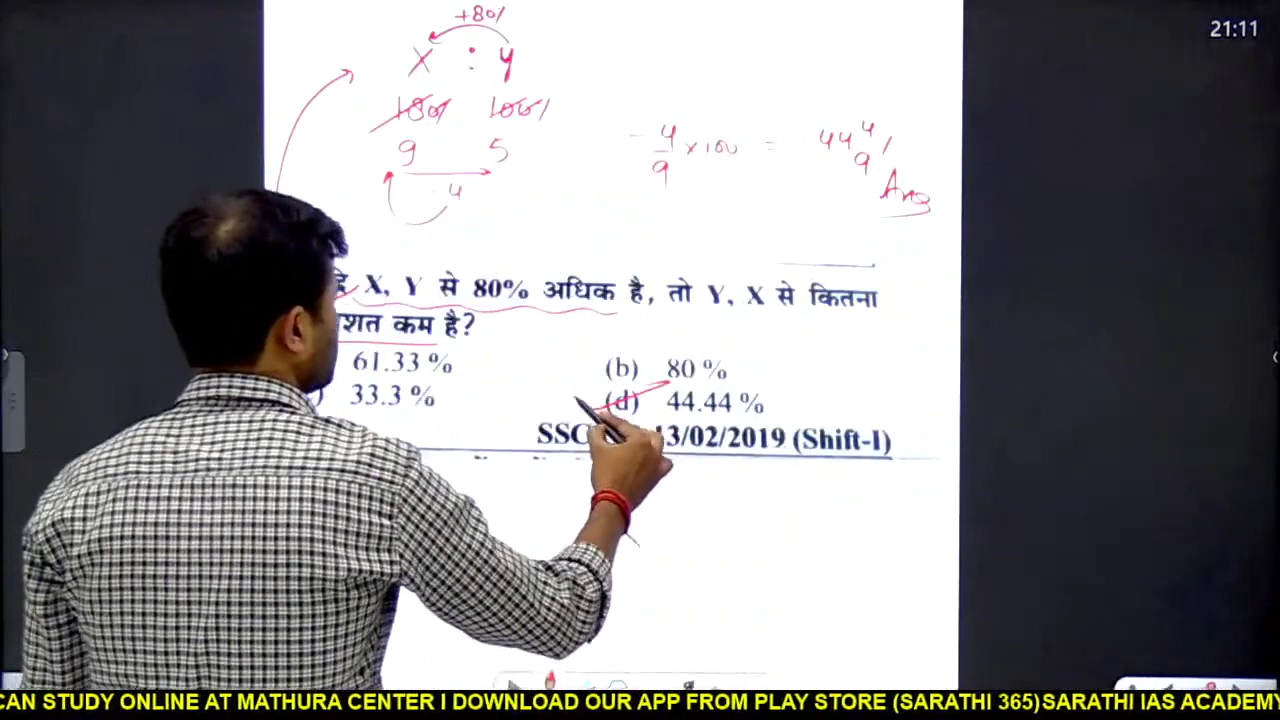 21:11
+80%
X : Y
180% 100%
9 5
4
- 4/9 × 100 = - 44 4/9 %
Ans
X, Y से 80% अधिक है, तो Y, X से कितना
शत कम है?
61.33 % (b) 80 %
33.3 % (d) 44.44 %
SSC 13/02/2019 (Shift-I)
CAN STUDY ONLINE AT MATHURA CENTER I DOWNLOAD OUR APP FROM PLAY STORE (SARATHI 365) SARATHI IAS ACADEMY